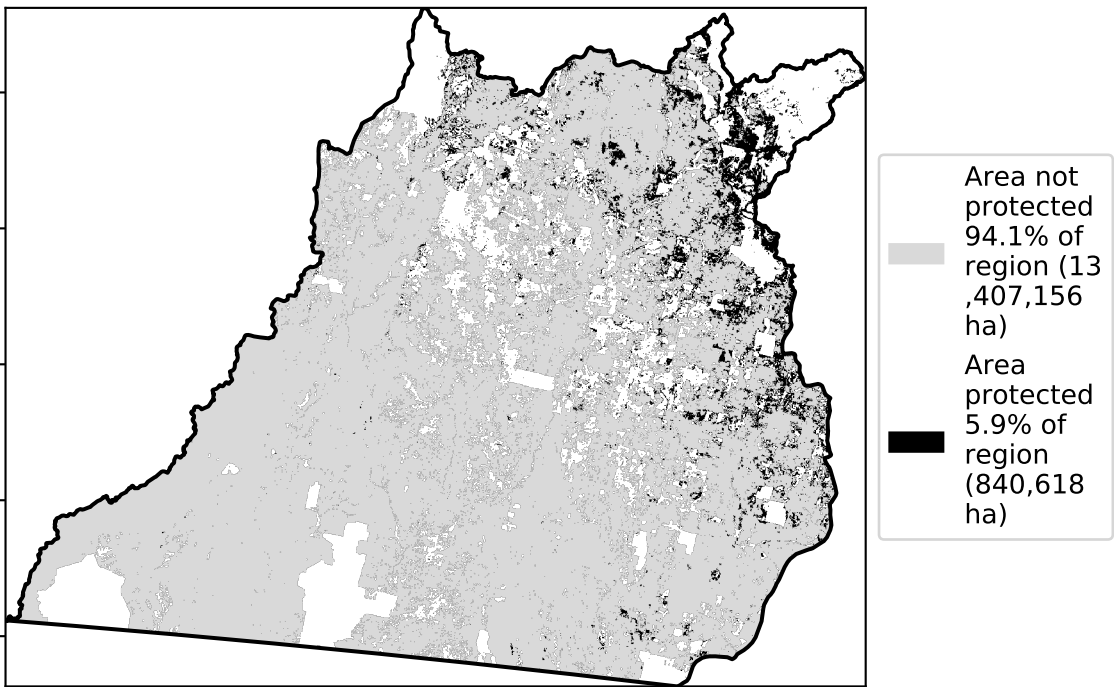 Area not
protected
94.1% of
region (13
,407,156
ha)
Area
protected
5.9% of
region
(840,618
ha)